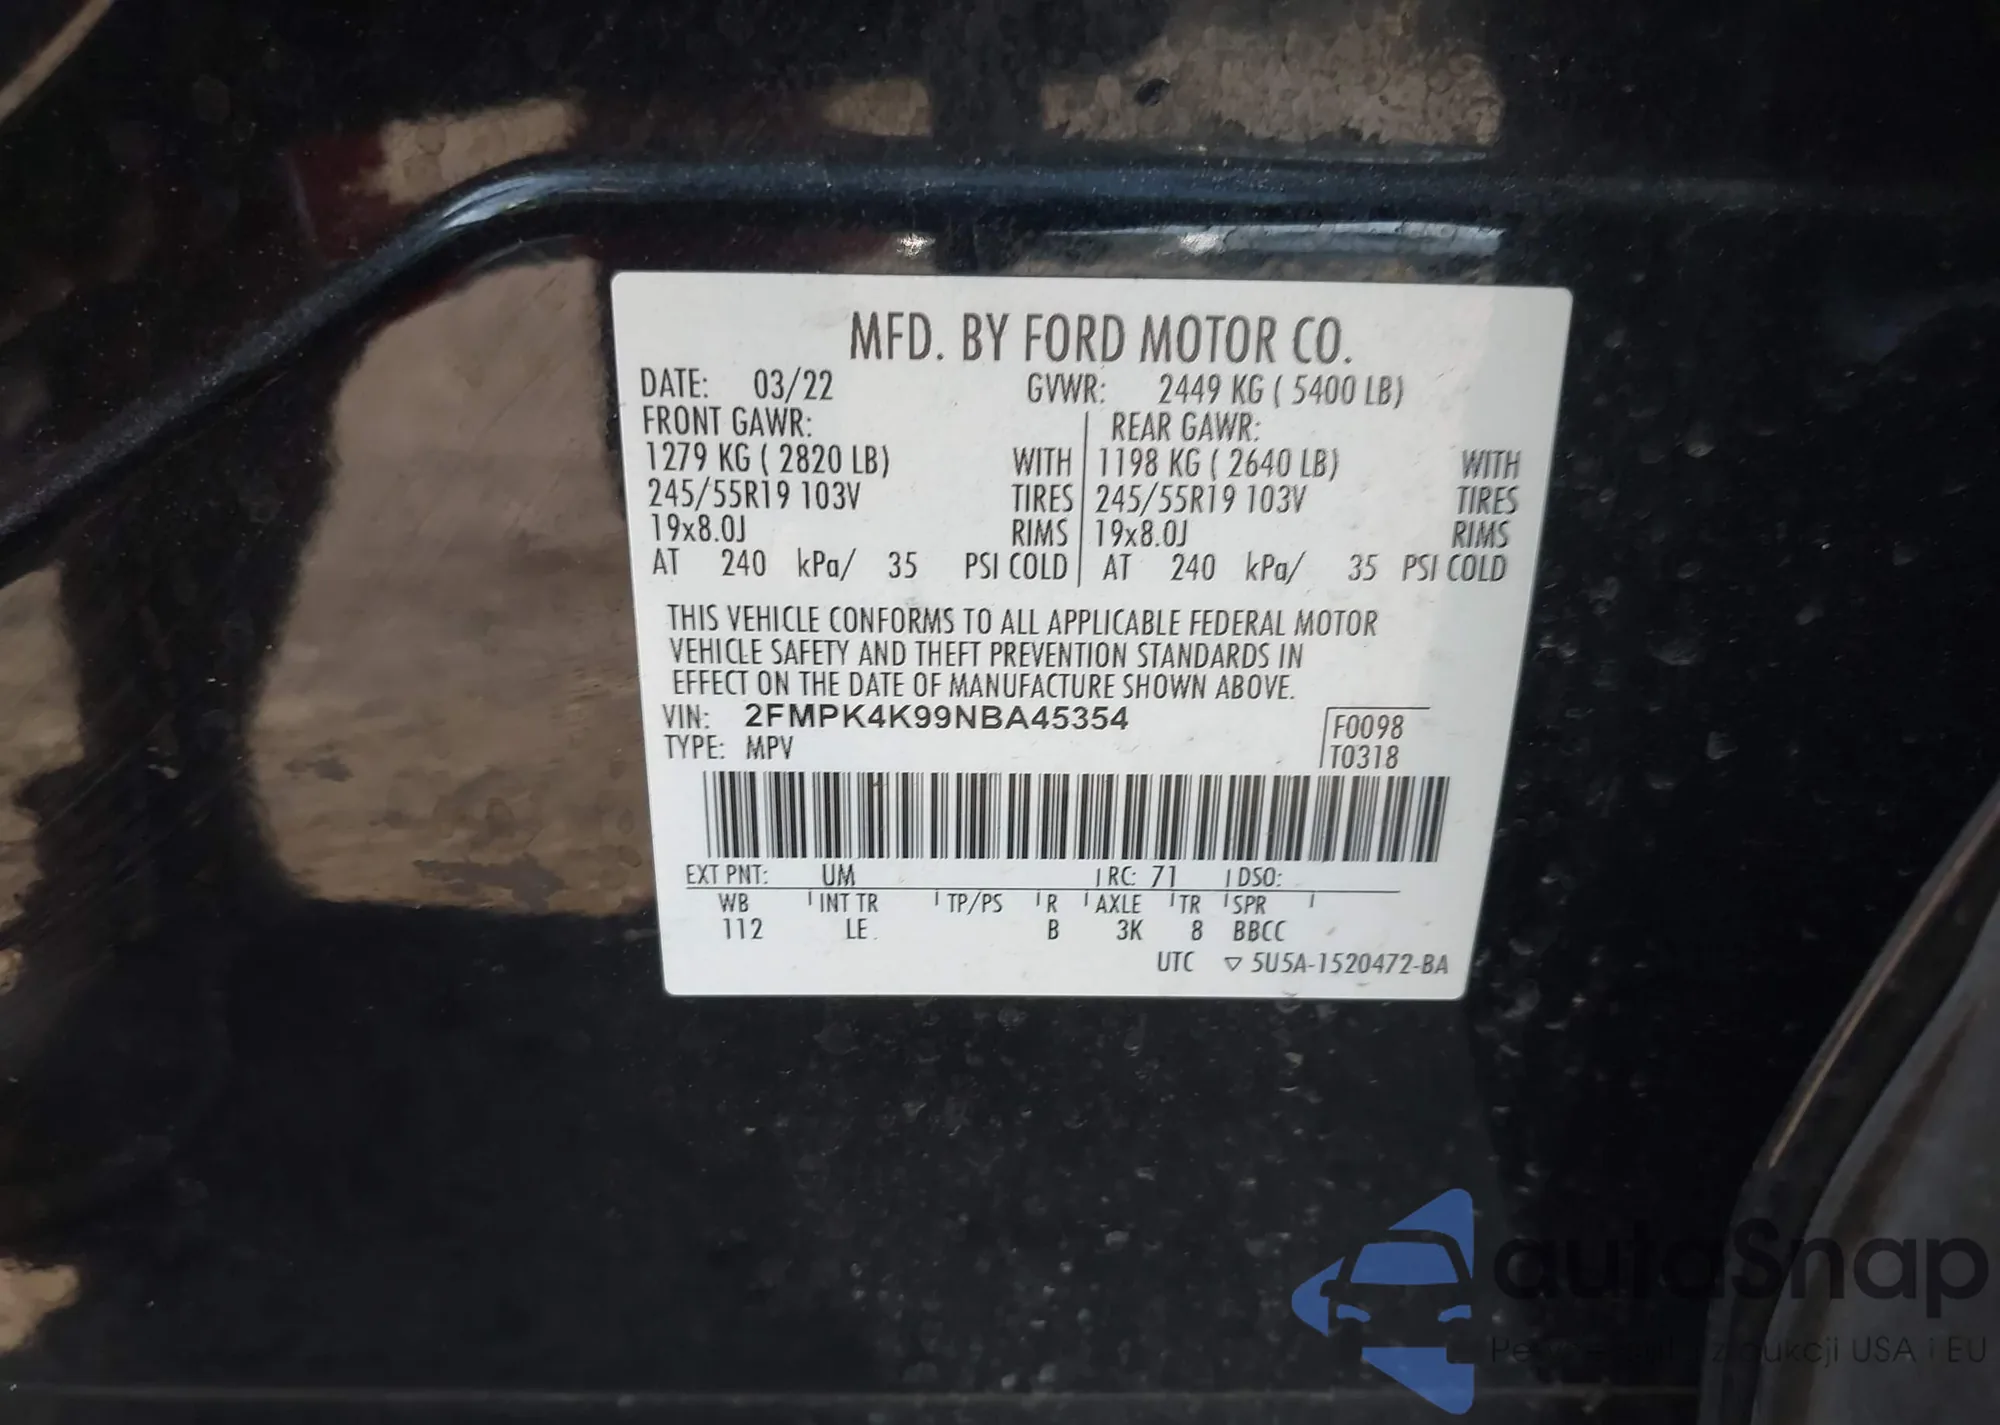 MFD. BY FORD MOTOR CO.
DATE: 03/22 GVWR: 2449 KG ( 5400 LB)
FRONT GAWR: REAR GAWR:
1279 KG ( 2820 LB) WITH 1198 KG ( 2640 LB) WITH
245/55R19 103V TIRES 245/55R19 103V TIRES
19x8.0J RIMS 19x8.0J RIMS
AT 240 kPa/ 35 PSI COLD AT 240 kPa/ 35 PSI COLD
THIS VEHICLE CONFORMS TO ALL APPLICABLE FEDERAL MOTOR
VEHICLE SAFETY AND THEFT PREVENTION STANDARDS IN
EFFECT ON THE DATE OF MANUFACTURE SHOWN ABOVE.
VIN: 2FMPK4K99NBA45354 F0098
TYPE: MPV T0318
EXT PNT: UM RC: 71 DSO:
WB INT TR TP/PS R AXLE TR SPR
112 LE B 3K 8 BBCC
UTC ▽ 5U5A-1520472-BA
autaSnap
USA i EU